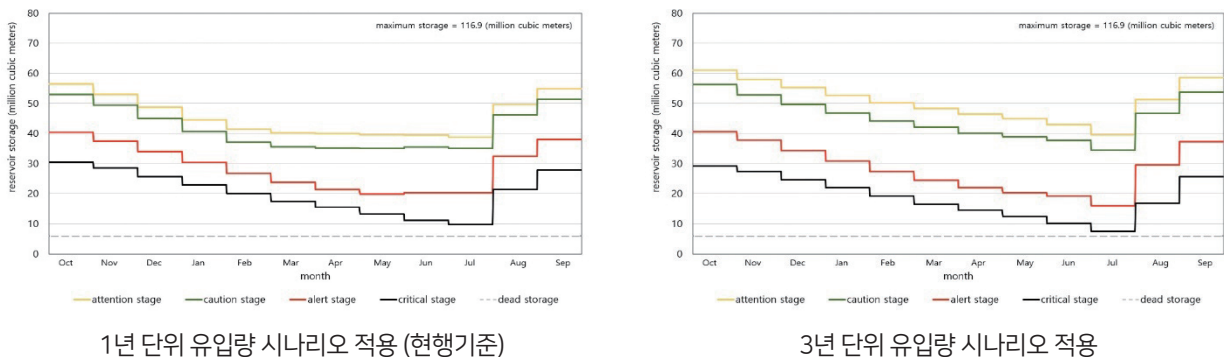 maximum storage = 116.9 (million cubic meters)
reservoir storage (million cubic meters)
80
70
60
50
40
30
20
10
0
Oct Nov Dec Jan Feb Mar Apr May Jun Jul Aug Sep
month
attention stage caution stage alert stage critical stage dead storage
1년 단위 유입량 시나리오 적용 (현행기준)
maximum storage = 116.9 (million cubic meters)
reservoir storage (million cubic meters)
80
70
60
50
40
30
20
10
0
Oct Nov Dec Jan Feb Mar Apr May Jun Jul Aug Sep
month
attention stage caution stage alert stage critical stage dead storage
3년 단위 유입량 시나리오 적용